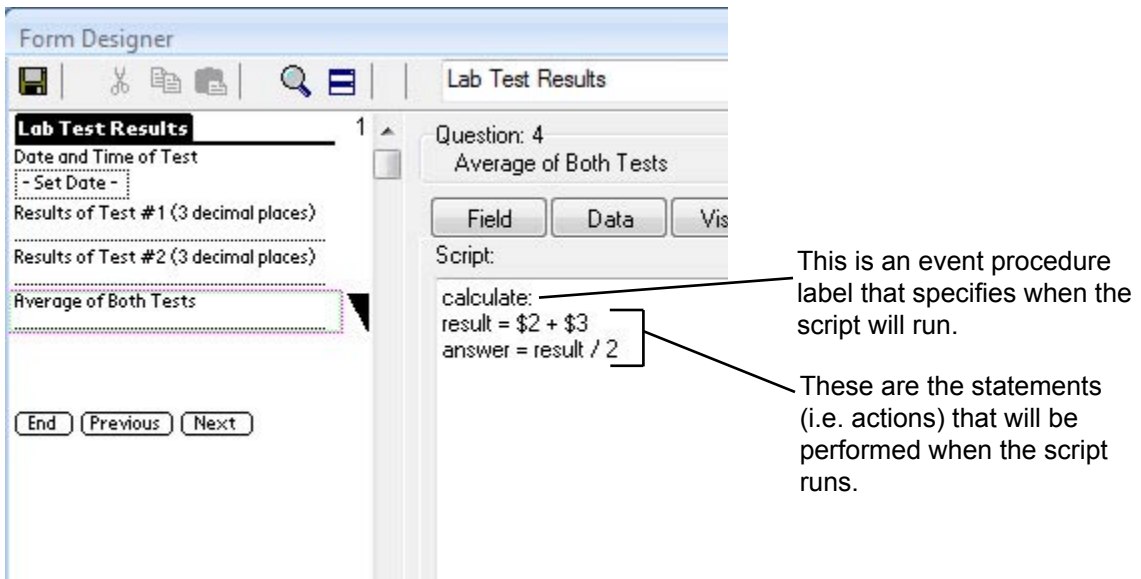 Form Designer
Lab Test Results
Lab Test Results 1
Date and Time of Test
- Set Date -
Results of Test #1 (3 decimal places)
Results of Test #2 (3 decimal places)
Average of Both Tests
End Previous Next
Question: 4
Average of Both Tests
Field Data Vis
Script:
calculate:
result = $2 + $3
answer = result / 2
This is an event procedure
label that specifies when the
script will run.
These are the statements
(i.e. actions) that will be
performed when the script
runs.